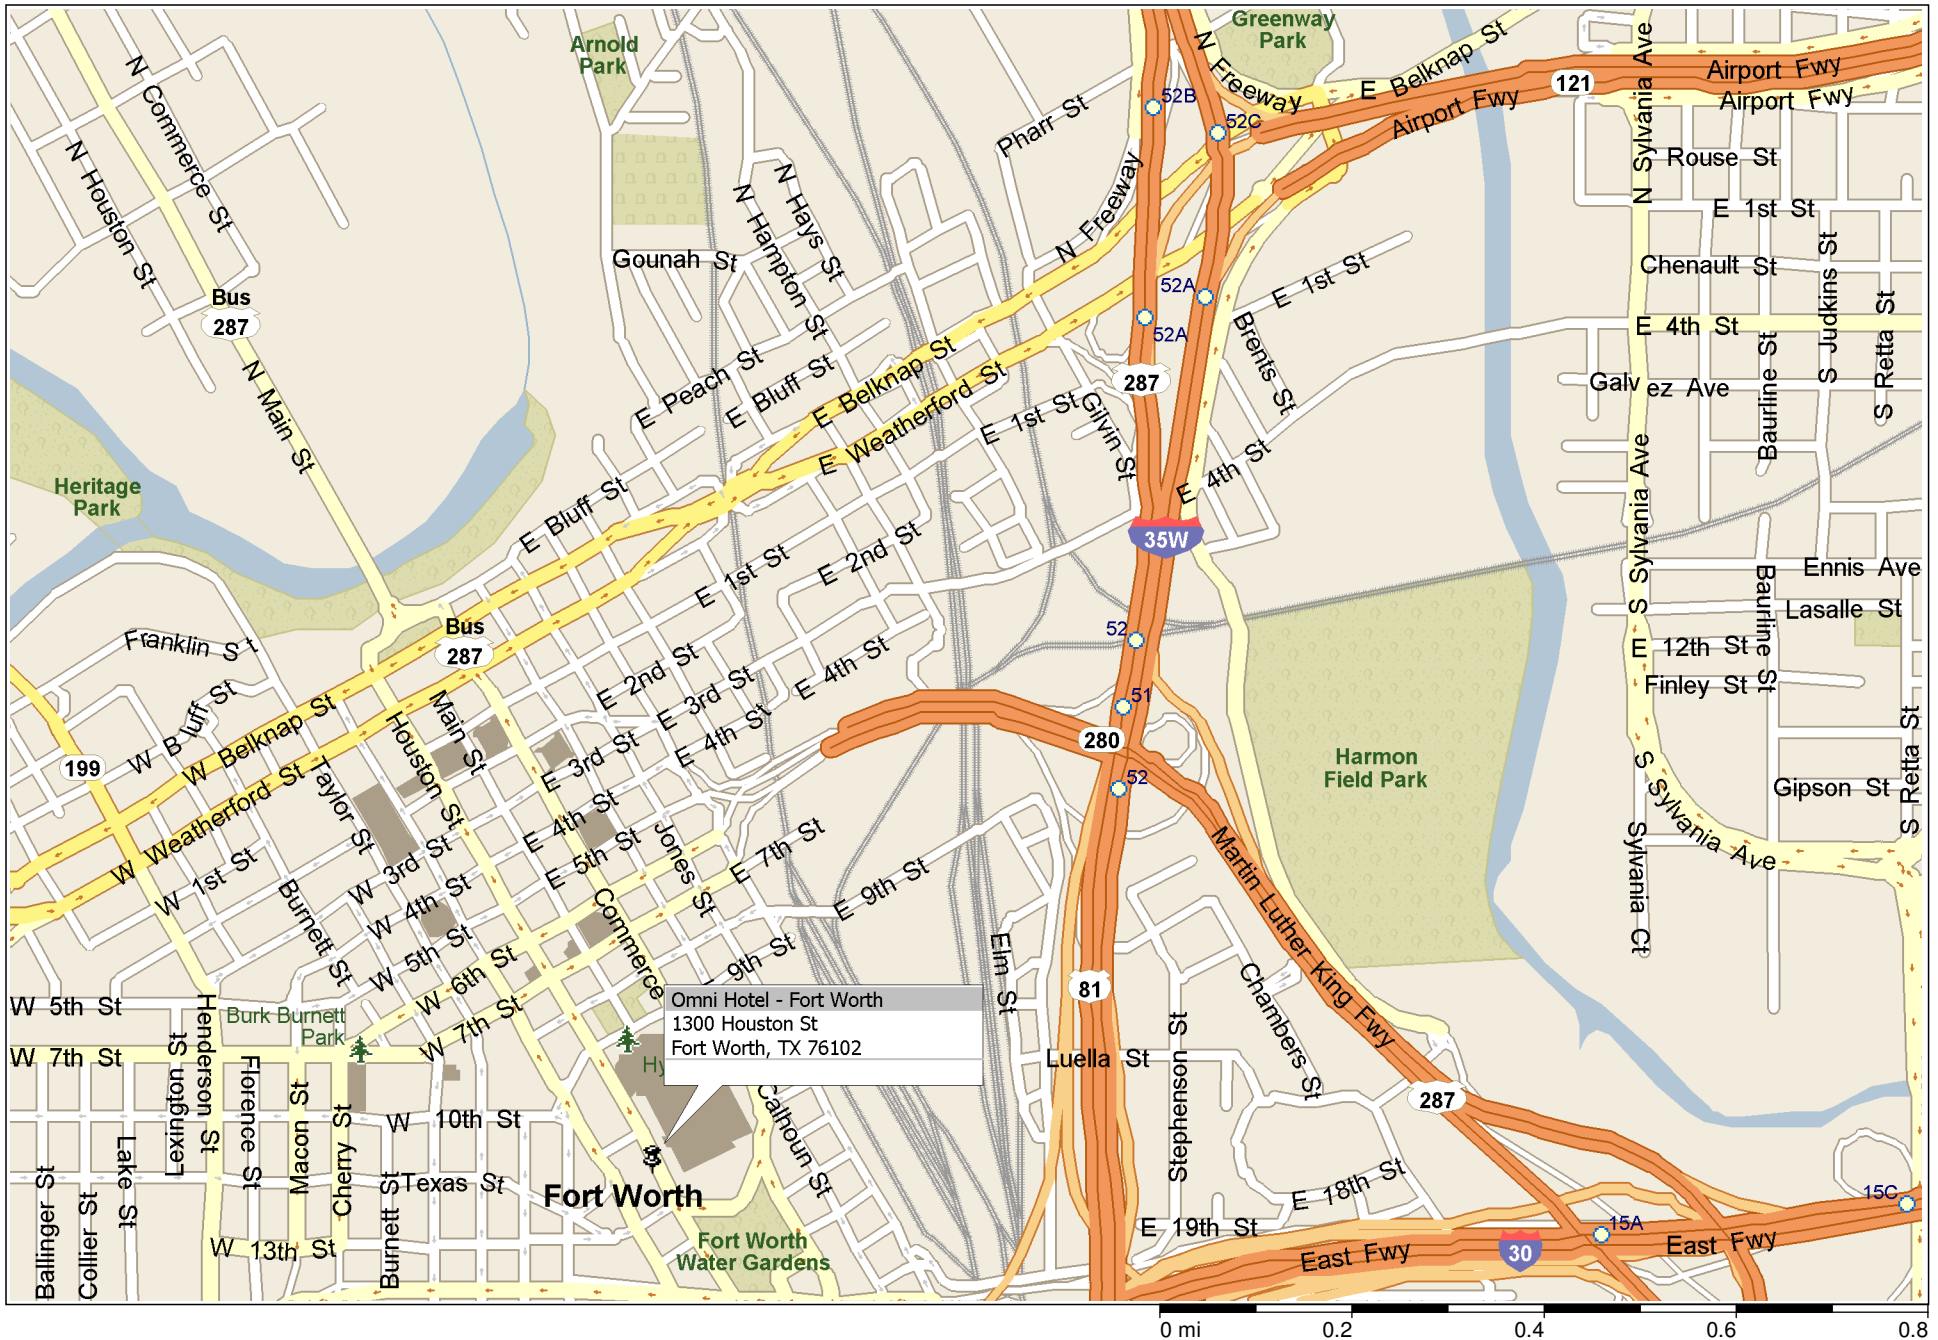 Greenway
Park
Arnold
Park
N Freeway
E Belknap St
N Sylvania Ave
Airport Fwy
121
Airport Fwy
Airport Fwy
N Commerce St
52B
52C
Pharr St
Rouse St
N Houston St
N Hays St
N Hampton St
N Freeway
E 1st St
Gounah St
Chenault St
S Judkins St
E 1st St
52A
52A
Bus
287
E 4th St
S Retta St
Brents St
Baurline St
N Main St
E Peach St
E Bluff St
E Belknap St
287
Galv ez Ave
E Weatherford St
E 1st St
Gilvin St
Heritage
Park
E Bluff St
E 4th St
S Sylvania Ave
35W
E 1st St
E 2nd St
Ennis Ave
Baurline St
Lasalle St
Franklin St
Bus
287
52
E 12th St
E 2nd St
E 3rd St
E 4th St
E 4th St
51
Finley St
W Bluff St
W Belknap St
Main St
Houston St
280
199
E 3rd St
52
Harmon
Field Park
S Sylvania Ave
Gipson St
S Retta St
W Weatherford St
Taylor St
E 4th St
E 5th St
Jones St
E 7th St
Martin Luther King Fwy
Sylvania Ct
W 1st St
W 3rd St
W 4th St
W 5th St
Burnett St
E 9th St
Commerce
9th St
Elm St
Chambers St
W 6th St
W 7th St
81
W 5th St
Burk Burnett
Park
Omni Hotel - Fort Worth
1300 Houston St
Fort Worth, TX 76102
Hy
W 7th St
Henderson St
Lexington St
Florence St
Macon St
Cherry St
Luella St
Stephenson St
287
W 10th St
Calhoun St
Lake St
Texas St
Ballinger St
Collier St
Burnett St
Fort Worth
E 18th St
15C
E 19th St
15A
W 13th St
Fort Worth
Water Gardens
East Fwy
30
East Fwy
0 mi
0.2
0.4
0.6
0.8